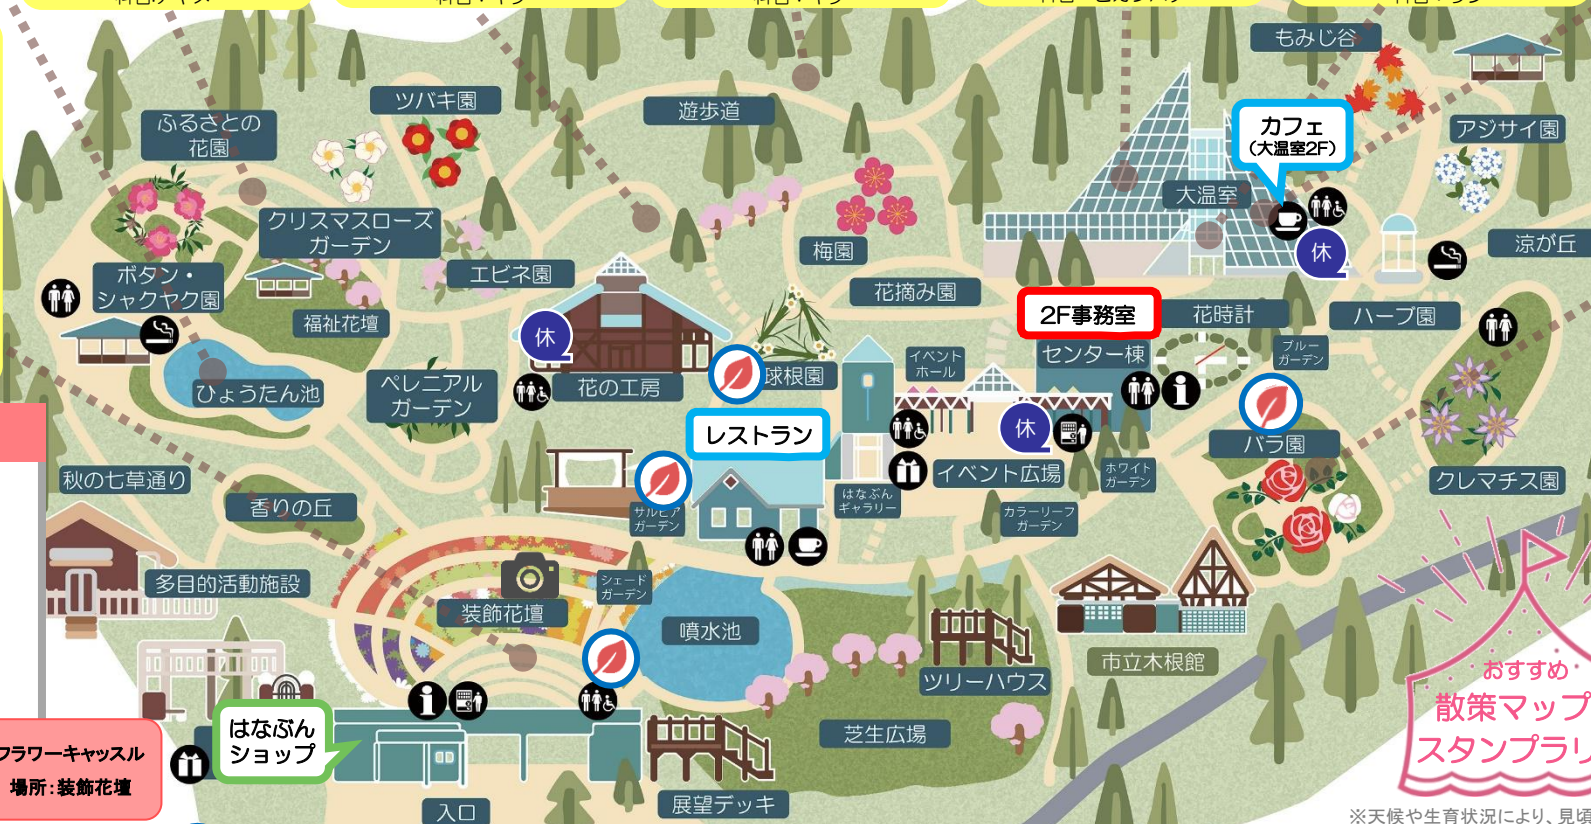 もみじ谷
ツバキ園
遊歩道
カフェ
（大温室2F）
アジサイ園
ふるさとの
花園
大温室
クリスマスローズ
ガーデン
梅園
涼が丘
休
エビネ園
ボタン・
シャクヤク園
花摘み園
2F事務室
花時計
ハーブ園
福祉花壇
休
センター棟
ブルー
ガーデン
イベント
ホール
ひょうたん池
ペレニアル
ガーデン
花の工房
球根園
レストラン
休
バラ園
秋の七草通り
イベント広場
ホワイト
ガーデン
クレマチス園
香りの丘
サルビア
ガーデン
はなぶん
ギャラリー
カラーリーフ
ガーデン
多目的活動施設
シェード
ガーデン
装飾花壇
噴水池
市立木根館
ツリーハウス
おすすめ
散策マップ
スタンプラリ
はなぶん
ショップ
芝生広場
フラワーキャッスル
場所：装飾花壇
入口
展望デッキ
※天候や生育状況により、見頃